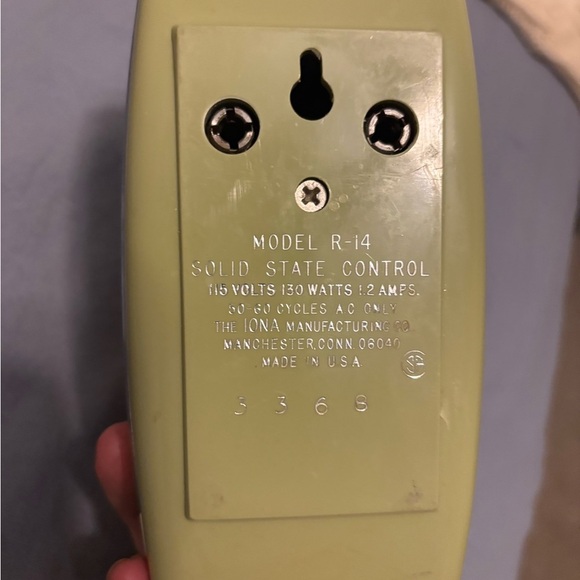 MODEL R-14
SOLID STATE CONTROL
115 VOLTS 130 WATTS 1.2 AMPS.
50-60 CYCLES A.C. ONLY
THE IONA MANUFACTURING CO.
MANCHESTER, CONN. 06040
MADE IN U.S.A.
3 3 6 8